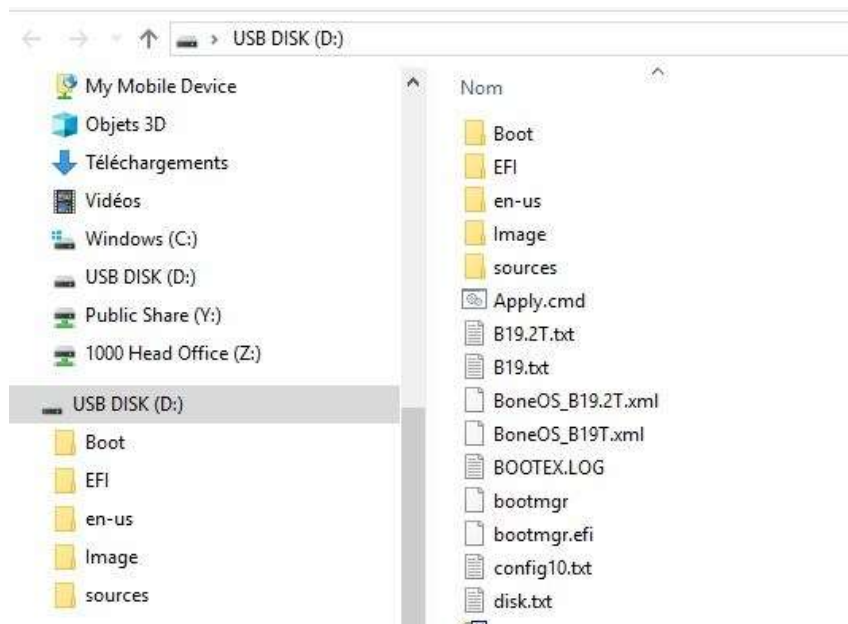 USB DISK (D:)
My Mobile Device
Objets 3D
Téléchargements
Vidéos
Windows (C:)
USB DISK (D:)
Public Share (Y:)
1000 Head Office (Z:)
USB DISK (D:)
Boot
EFI
en-us
Image
sources
Nom
Boot
EFI
en-us
Image
sources
Apply.cmd
B19.2T.txt
B19.txt
BoneOS_B19.2T.xml
BoneOS_B19T.xml
BOOTEX.LOG
bootmgr
bootmgr.efi
config10.txt
disk.txt